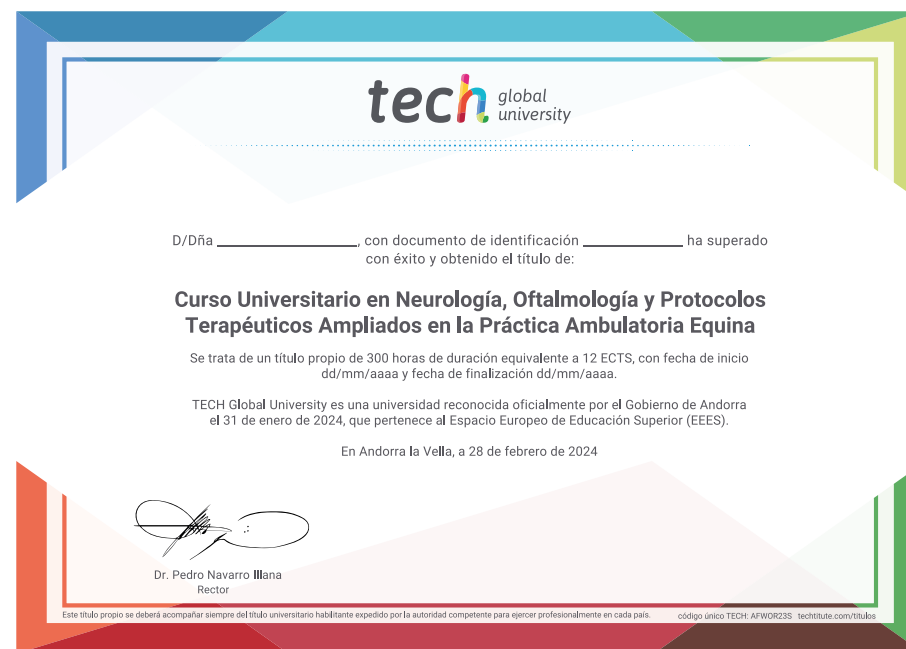 tech global university
D/Dña ____________________, con documento de identificación ______________ ha superado
con éxito y obtenido el título de:
Curso Universitario en Neurología, Oftalmología y Protocolos
Terapéuticos Ampliados en la Práctica Ambulatoria Equina
Se trata de un título propio de 300 horas de duración equivalente a 12 ECTS, con fecha de inicio
dd/mm/aaaa y fecha de finalización dd/mm/aaaa.
TECH Global University es una universidad reconocida oficialmente por el Gobierno de Andorra
el 31 de enero de 2024, que pertenece al Espacio Europeo de Educación Superior (EEES).
En Andorra la Vella, a 28 de febrero de 2024
Dr. Pedro Navarro Illana
Rector
Este título propio se deberá acompañar siempre del título universitario habilitante expedido por la autoridad competente para ejercer profesionalmente en cada país.
código único TECH: AFWOR23S techtitute.com/titulos